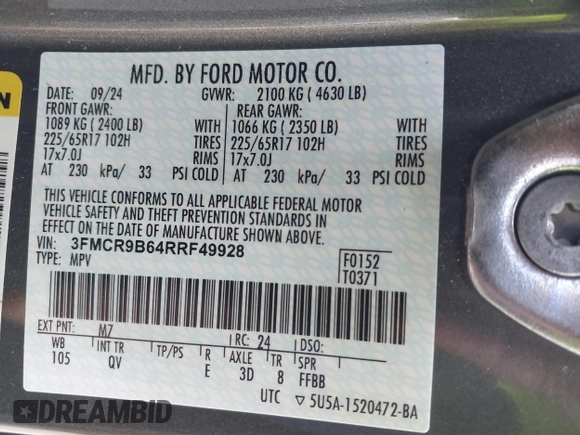 N
MFD. BY FORD MOTOR CO.
DATE: 09/24 GVWR: 2100 KG (4630 LB)
FRONT GAWR: REAR GAWR:
1089 KG (2400 LB) WITH 1066 KG (2350 LB) WITH
225/65R17 102H TIRES 225/65R17 102H TIRES
17x7.0J RIMS 17x7.0J RIMS
AT 230 kPa/ 33 PSI COLD AT 230 kPa/ 33 PSI COLD
THIS VEHICLE CONFORMS TO ALL APPLICABLE FEDERAL MOTOR
VEHICLE SAFETY AND THEFT PREVENTION STANDARDS IN
EFFECT ON THE DATE OF MANUFACTURE SHOWN ABOVE.
VIN: 3FMCR9B64RRF49928
TYPE: MPV
F0152
T0371
EXT PNT: M7 RC: 24 DSO:
WB INT TR TP/PS R AXLE TR SPR
105 QV E 3D 8 FFBB
UTC ▽ 5U5A-1520472-BA
DREAMBID.COM